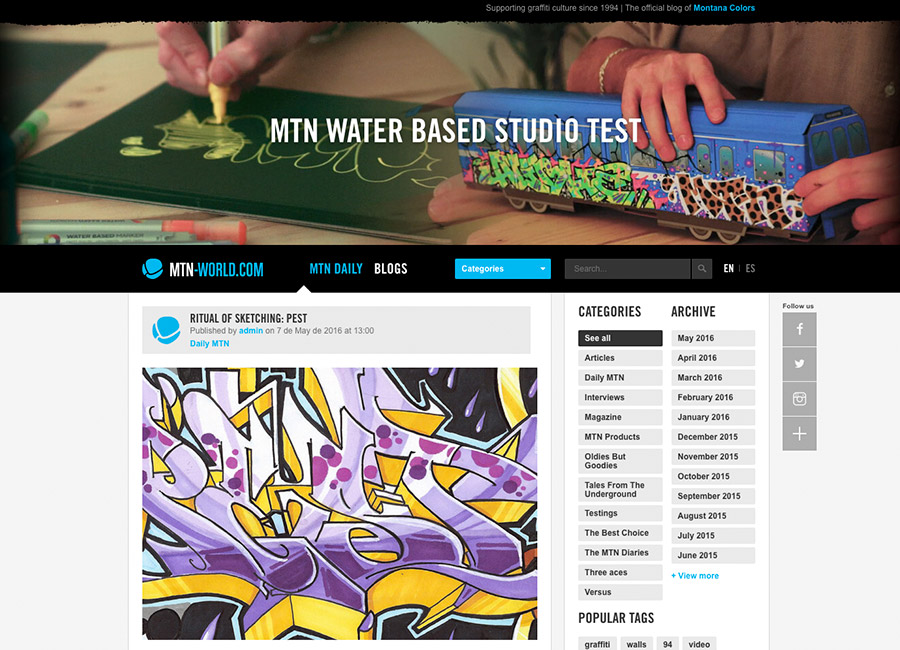 Supporting graffiti culture since 1994 | The official blog of Montana Colors
MTN WATER BASED STUDIO TEST
WATER BASED MARKER
MTN-WORLD.COM
MTN DAILY
BLOGS
Categories
Search...
EN | ES
RITUAL OF SKETCHING: PEST
Published by admin on 7 de May de 2016 at 13:00
Daily MTN
CATEGORIES
See all
Articles
Daily MTN
Interviews
Magazine
MTN Products
Oldies But
Goodies
Tales From The
Underground
Testings
The Best Choice
The MTN Diaries
Three aces
Versus
ARCHIVE
May 2016
April 2016
March 2016
February 2016
January 2016
December 2015
November 2015
October 2015
September 2015
August 2015
July 2015
June 2015
+ View more
POPULAR TAGS
graffiti
walls
94
video
Follow us